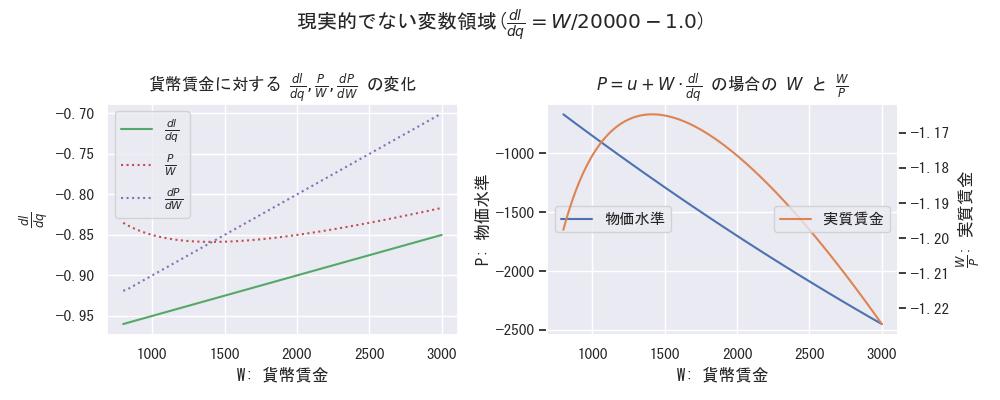 現実的でない変数領域(dl/dq = W/20000 − 1.0)
貨幣賃金に対する dl/dq, P/W, dP/dW の変化
−0.70
−0.75
−0.80
−0.85
−0.90
−0.95
dl/dq
dl/dq
P/W
dP/dW
1000 1500 2000 2500 3000
W: 貨幣賃金
P = u + W · dl/dq の場合の W と W/P
−1000
−1500
−2000
−2500
P: 物価水準
物価水準
実質賃金
−1.17
−1.18
−1.19
−1.20
−1.21
−1.22
W/P: 実質賃金
1000 1500 2000 2500 3000
W: 貨幣賃金